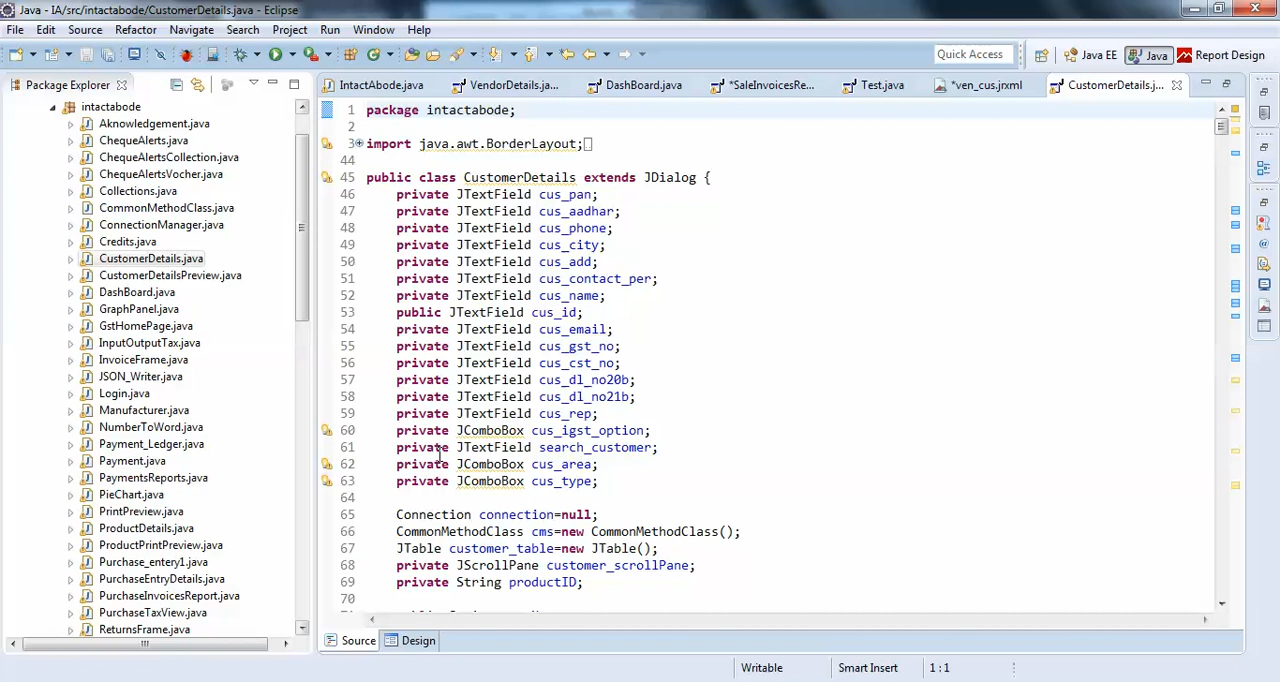 Java - IA/src/intactabode/CustomerDetails.java - Eclipse
File Edit Source Refactor Navigate Search Project Run Window Help
Quick Access Java EE Java Report Design
Package Explorer IntactAbode.java VendorDetails.ja... DashBoard.java *SaleInvoicesRe... Test.java *ven_cus.jrxml CustomerDetails.j...
intactabode
Aknowledgement.java
ChequeAlerts.java
ChequeAlertsCollection.java
ChequeAlertsVocher.java
Collections.java
CommonMethodClass.java
ConnectionManager.java
Credits.java
CustomerDetails.java
CustomerDetailsPreview.java
DashBoard.java
GraphPanel.java
GstHomePage.java
InputOutputTax.java
InvoiceFrame.java
JSON_Writer.java
Login.java
Manufacturer.java
NumberToWord.java
Payment_Ledger.java
Payment.java
PaymentsReports.java
PieChart.java
PrintPreview.java
ProductDetails.java
ProductPrintPreview.java
Purchase_entry1.java
PurchaseEntryDetails.java
PurchaseInvoicesReport.java
PurchaseTaxView.java
ReturnsFrame.java
1 package intactabode;
2
3 import java.awt.BorderLayout;
44
45 public class CustomerDetails extends JDialog {
46 private JTextField cus_pan;
47 private JTextField cus_aadhar;
48 private JTextField cus_phone;
49 private JTextField cus_city;
50 private JTextField cus_add;
51 private JTextField cus_contact_per;
52 private JTextField cus_name;
53 public JTextField cus_id;
54 private JTextField cus_email;
55 private JTextField cus_gst_no;
56 private JTextField cus_cst_no;
57 private JTextField cus_dl_no20b;
58 private JTextField cus_dl_no21b;
59 private JTextField cus_rep;
60 private JComboBox cus_igst_option;
61 private JTextField search_customer;
62 private JComboBox cus_area;
63 private JComboBox cus_type;
64
65 Connection connection=null;
66 CommonMethodClass cms=new CommonMethodClass();
67 JTable customer_table=new JTable();
68 private JScrollPane customer_scrollPane;
69 private String productID;
70
Source Design
Writable Smart Insert 1 : 1